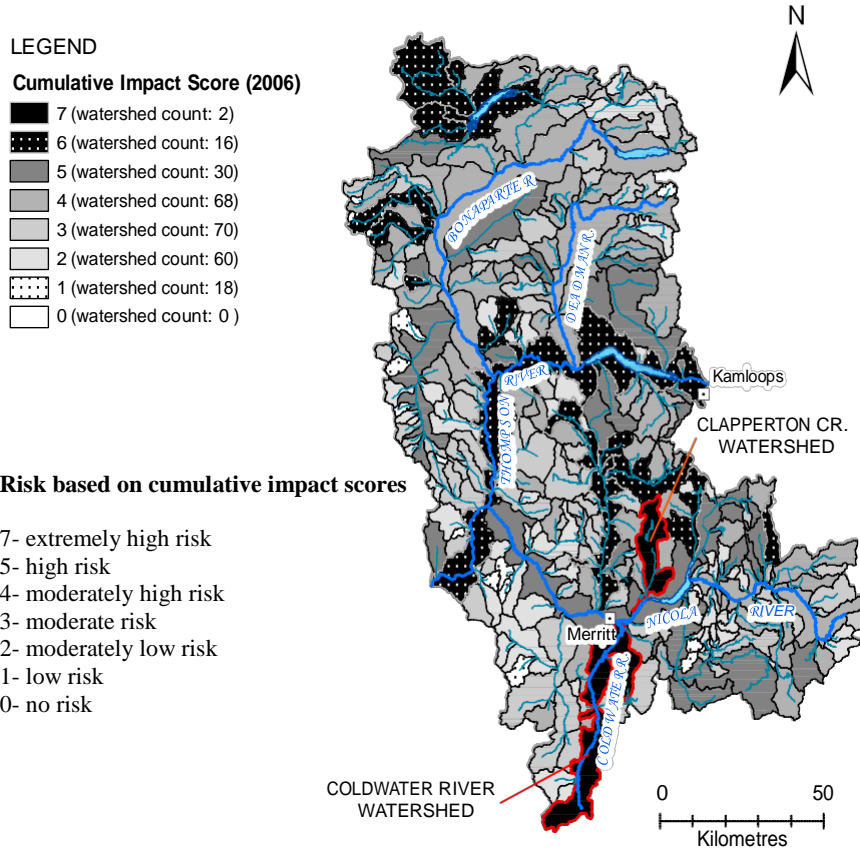 LEGEND
Cumulative Impact Score (2006)
7 (watershed count: 2)
6 (watershed count: 16)
5 (watershed count: 30)
4 (watershed count: 68)
3 (watershed count: 70)
2 (watershed count: 60)
1 (watershed count: 18)
0 (watershed count: 0 )
N
BONAPARTE R.
DEADMAN R.
Kamloops
THOMPSON
RIVER
CLAPPERTON CR.
WATERSHED
Risk based on cumulative impact scores
7- extremely high risk
5- high risk
4- moderately high risk
3- moderate risk
2- moderately low risk
1- low risk
0- no risk
Merritt
NICOLA
RIVER
COLDWATER R.
COLDWATER RIVER
WATERSHED
0 50
Kilometres